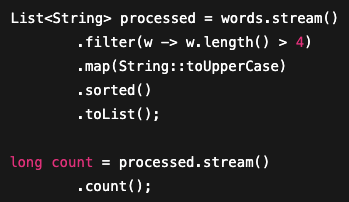 List<String> processed = words.stream()
        .filter(w -> w.length() > 4)
        .map(String::toUpperCase)
        .sorted()
        .toList();

long count = processed.stream()
        .count();